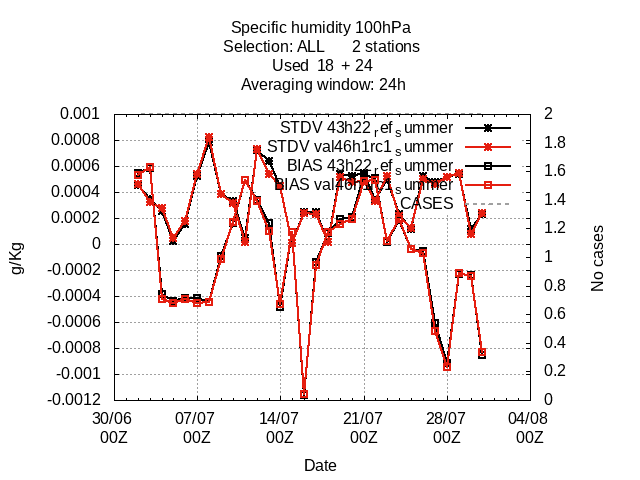 Specific humidity 100hPa
Selection: ALL 2 stations
Used 18 + 24
Averaging window: 24h
0.001
0.0008
0.0006
0.0004
0.0002
0
-0.0002
-0.0004
-0.0006
-0.0008
-0.001
-0.0012
g/Kg
STDV 43h22_ref_summer
STDV val46h1rc1_summer
BIAS 43h22_ref_summer
BIAS val46h1rc1_summer
CASES
2
1.8
1.6
1.4
1.2
1
0.8
0.6
0.4
0.2
0
No cases
30/06 07/07 14/07 21/07 28/07 04/08
00Z 00Z 00Z 00Z 00Z 00Z
Date